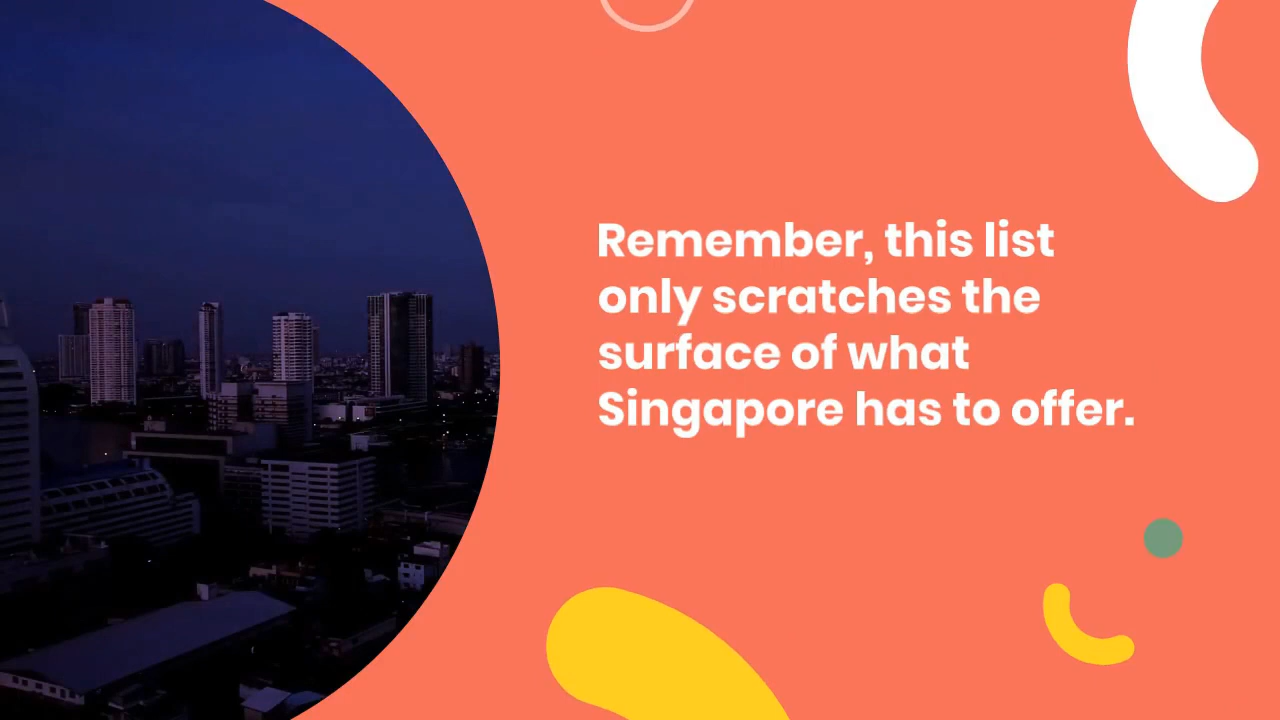 Remember, this list
only scratches the
surface of what
Singapore has to offer.